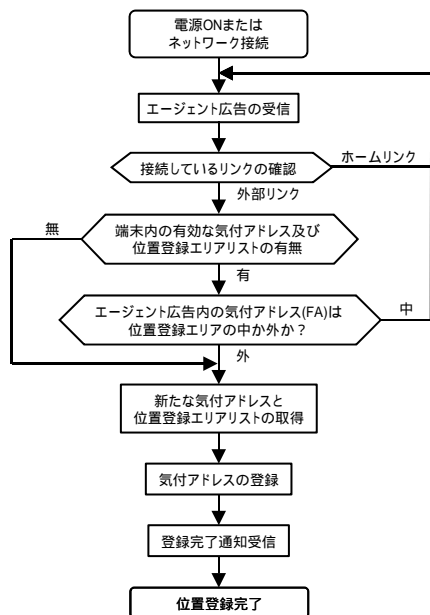 電源ONまたは
ネットワーク接続
エージェント広告の受信
接続しているリンクの確認
ホームリンク
外部リンク
無
端末内の有効な気付アドレス及び
位置登録エリアリストの有無
有
エージェント広告内の気付アドレス(FA)は
位置登録エリアの中か外か?
中
外
新たな気付アドレスと
位置登録エリアリストの取得
気付アドレスの登録
登録完了通知受信
位置登録完了